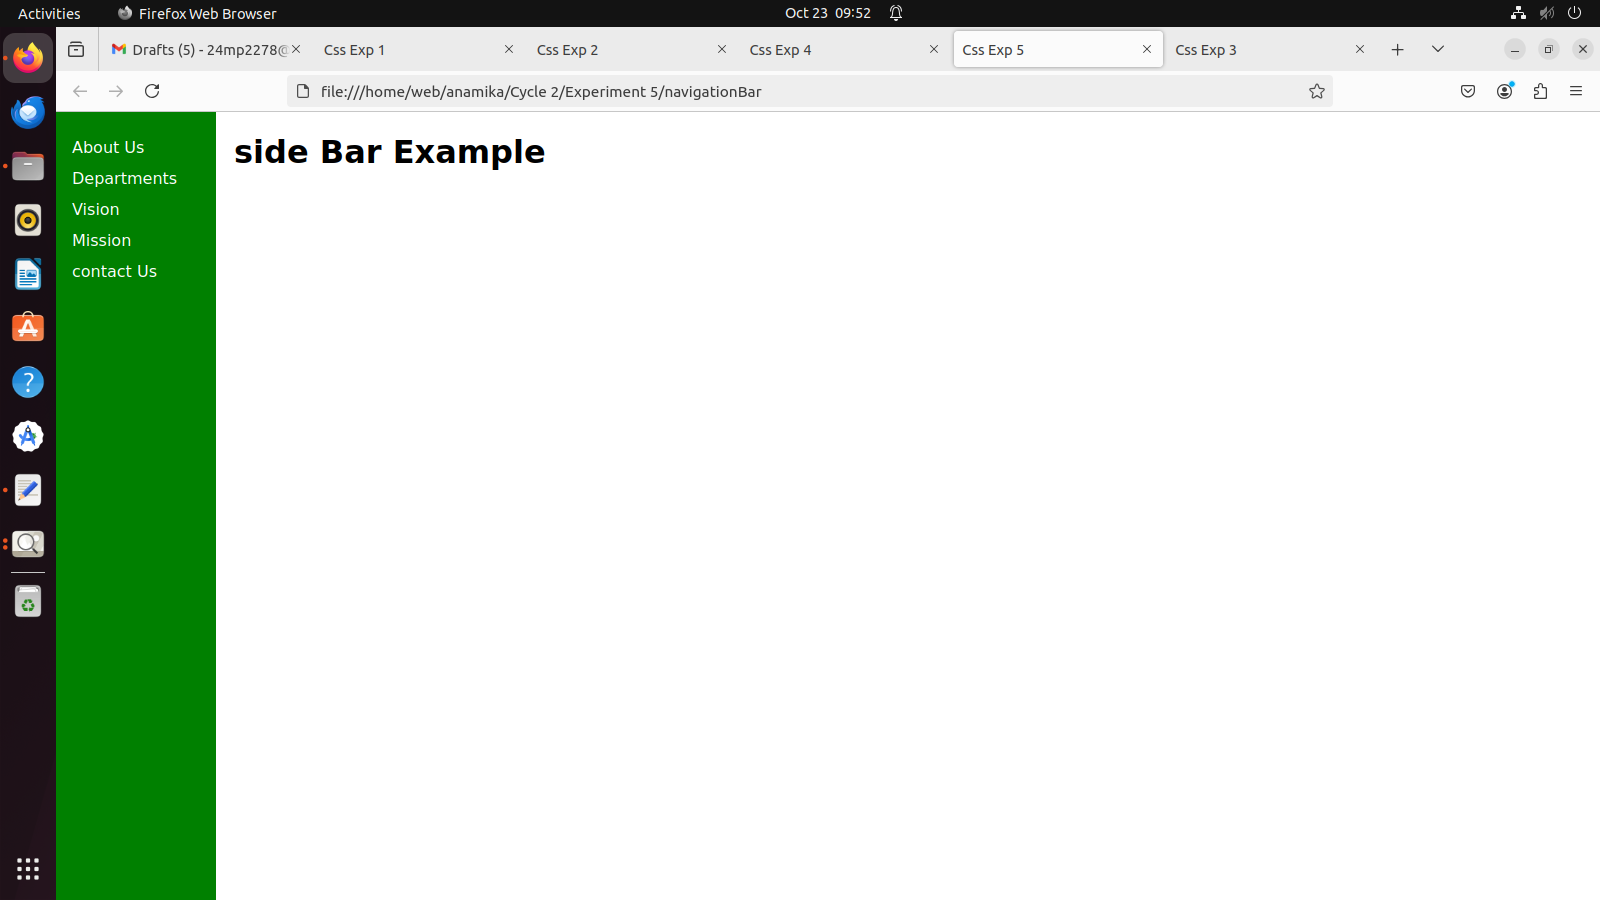 Activities
Firefox Web Browser
Oct 23 09:52
Drafts (5) - 24mp2278@
Css Exp 1
Css Exp 2
Css Exp 4
Css Exp 5
Css Exp 3
file:///home/web/anamika/Cycle 2/Experiment 5/navigationBar
About Us
Departments
Vision
Mission
contact Us
side Bar Example